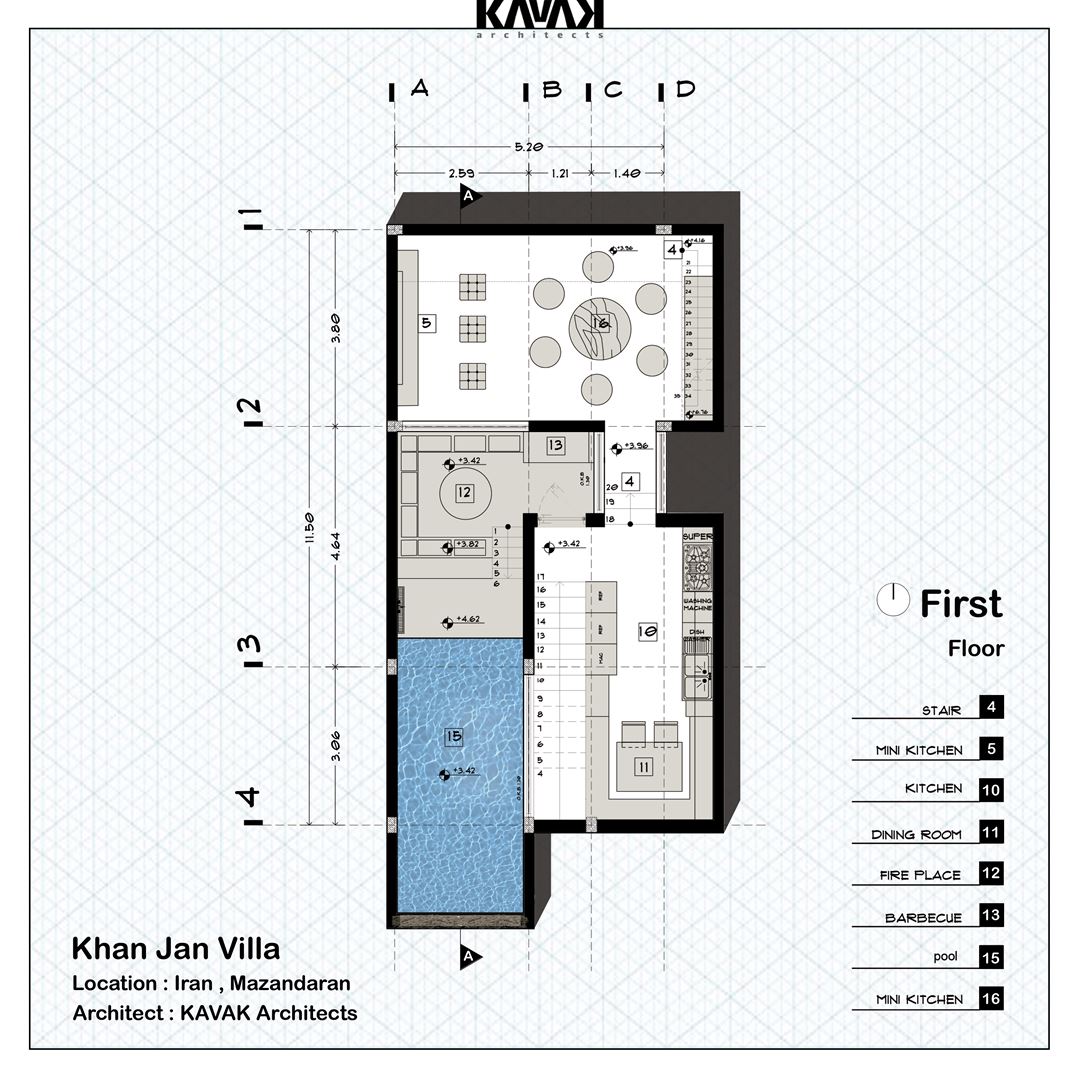 KAVAK
architects
A B C D
5.20
2.59 1.21 1.40
A
1
4 +4.16
+3.96
21
22
23
24
25
26
27
28
29
30
31
32
33
35 34
+6.76
5
16
3.80
2
13
+3.96
+3.42
12
4
O.K.B 1.30
20
19
18
+3.42
+3.82
1
2
3
4
5
6
11.50
4.64
SUPER
17
16
15
14
13
12
11
10
9
8
7
6
5
4
REF
REF
MAC
WASHING
MACHINE
DISH
WASHER
10
+4.62
3
15
+3.42
O.K.B 1.30
11
3.06
4
A
First
Floor
STAIR 4
MINI KITCHEN 5
KITCHEN 10
DINING ROOM 11
FIRE PLACE 12
BARBECUE 13
pool 15
MINI KITCHEN 16
Khan Jan Villa
Location : Iran , Mazandaran
Architect : KAVAK Architects